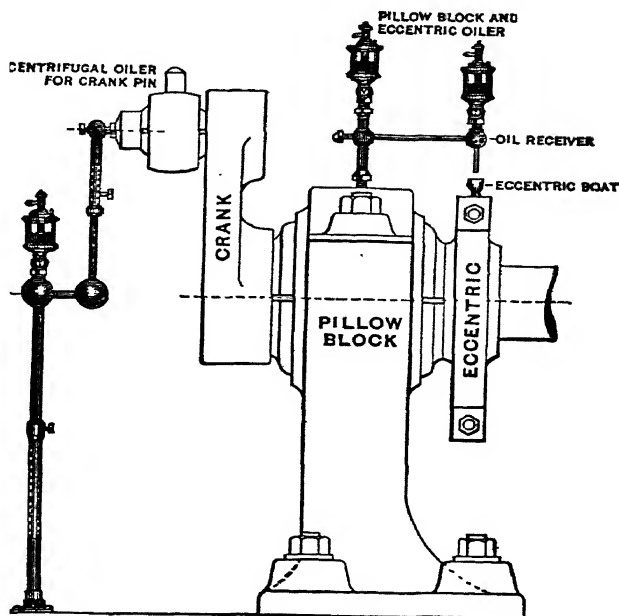 PILLOW BLOCK AND
ECCENTRIC OILER
CENTRIFUGAL OILER
FOR CRANK PIN
OIL RECEIVER
ECCENTRIC BOAT
CRANK
PILLOW
BLOCK
ECCENTRIC